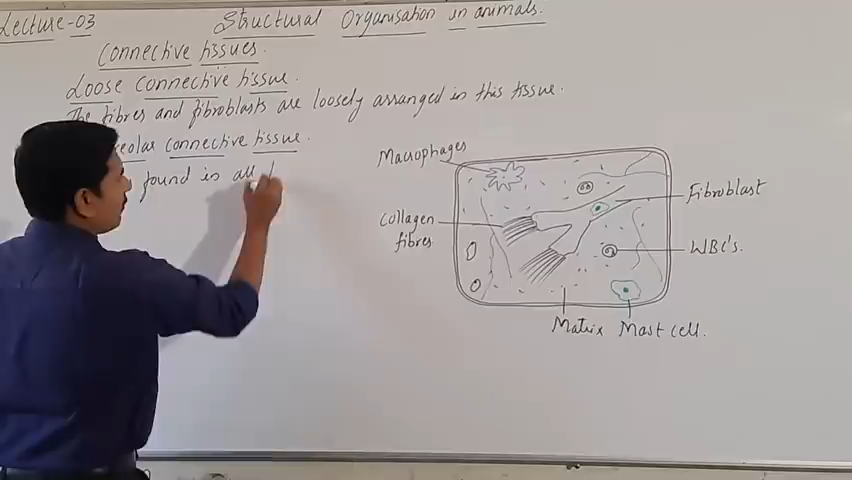 Lecture-03
Structural Organisation in animals.
Connective tissues.
Loose connective tissue.
The fibres and fibroblasts are loosely arranged in this tissue.
connective tissue.
found in all
Macrophages
Collagen
fibres
Fibroblast
WBC's.
Matrix
Mast cell.